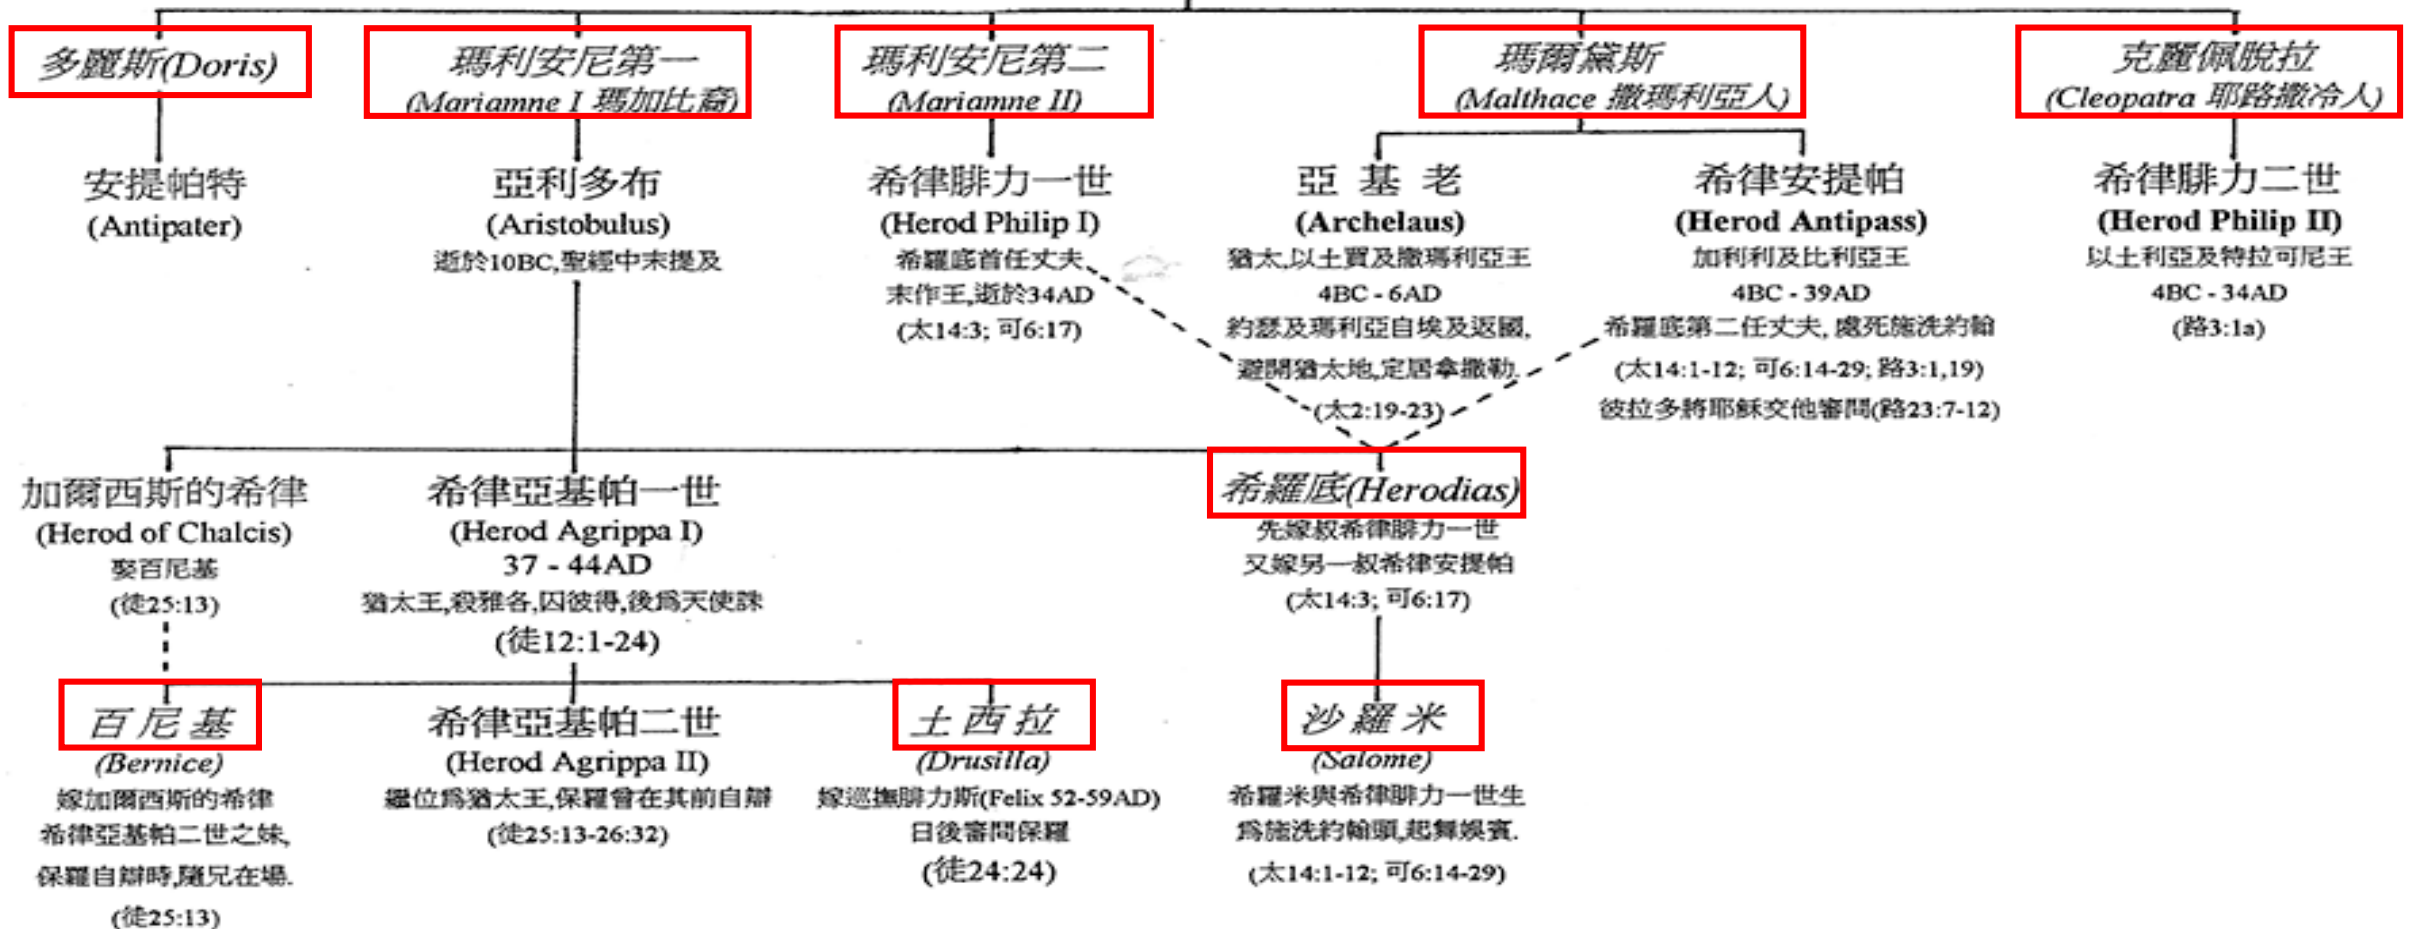 多麗斯(Doris)
瑪利安尼第一
(Mariamne I 瑪加比裔)
瑪利安尼第二
(Mariamne II)
瑪爾黛斯
(Malthace 撒瑪利亞人)
克麗佩脫拉
(Cleopatra 耶路撒冷人)
安提帕特
(Antipater)
亞利多布
(Aristobulus)
逝於10BC,聖經中末提及
希律腓力一世
(Herod Philip I)
希羅底首任丈夫
末作王,逝於34AD
(太14:3; 可6:17)
亞基老
(Archelaus)
猶太,以土買及撒瑪利亞王
4BC - 6AD
約瑟及瑪利亞自埃及返國,
避開猶太地,定居拿撒勒.
(太2:19-23)
希律安提帕
(Herod Antipass)
加利利及比利亞王
4BC - 39AD
希羅底第二任丈夫, 處死施洗約翰
(太14:1-12; 可6:14-29; 路3:1,19)
彼拉多將耶穌交他審問(路23:7-12)
希律腓力二世
(Herod Philip II)
以土利亞及特拉可尼王
4BC - 34AD
(路3:1a)
加爾西斯的希律
(Herod of Chalcis)
娶百尼基
(徒25:13)
希律亞基帕一世
(Herod Agrippa I)
37 - 44AD
猶太王,殺雅各,囚彼得,後為天使誅
(徒12:1-24)
希羅底(Herodias)
先嫁叔希律腓力一世
又嫁另一叔希律安提帕
(太14:3; 可6:17)
百尼基
(Bernice)
嫁加爾西斯的希律
希律亞基帕二世之妹,
保羅自辯時,隨兄在場.
(徒25:13)
希律亞基帕二世
(Herod Agrippa II)
繼位為猶太王,保羅曾在其前自辯
(徒25:13-26:32)
土西拉
(Drusilla)
嫁巡撫腓力斯(Felix 52-59AD)
日後審問保羅
(徒24:24)
沙羅米
(Salome)
希羅米與希律腓力一世生
為施洗約翰頭,起舞娛賓.
(太14:1-12; 可6:14-29)